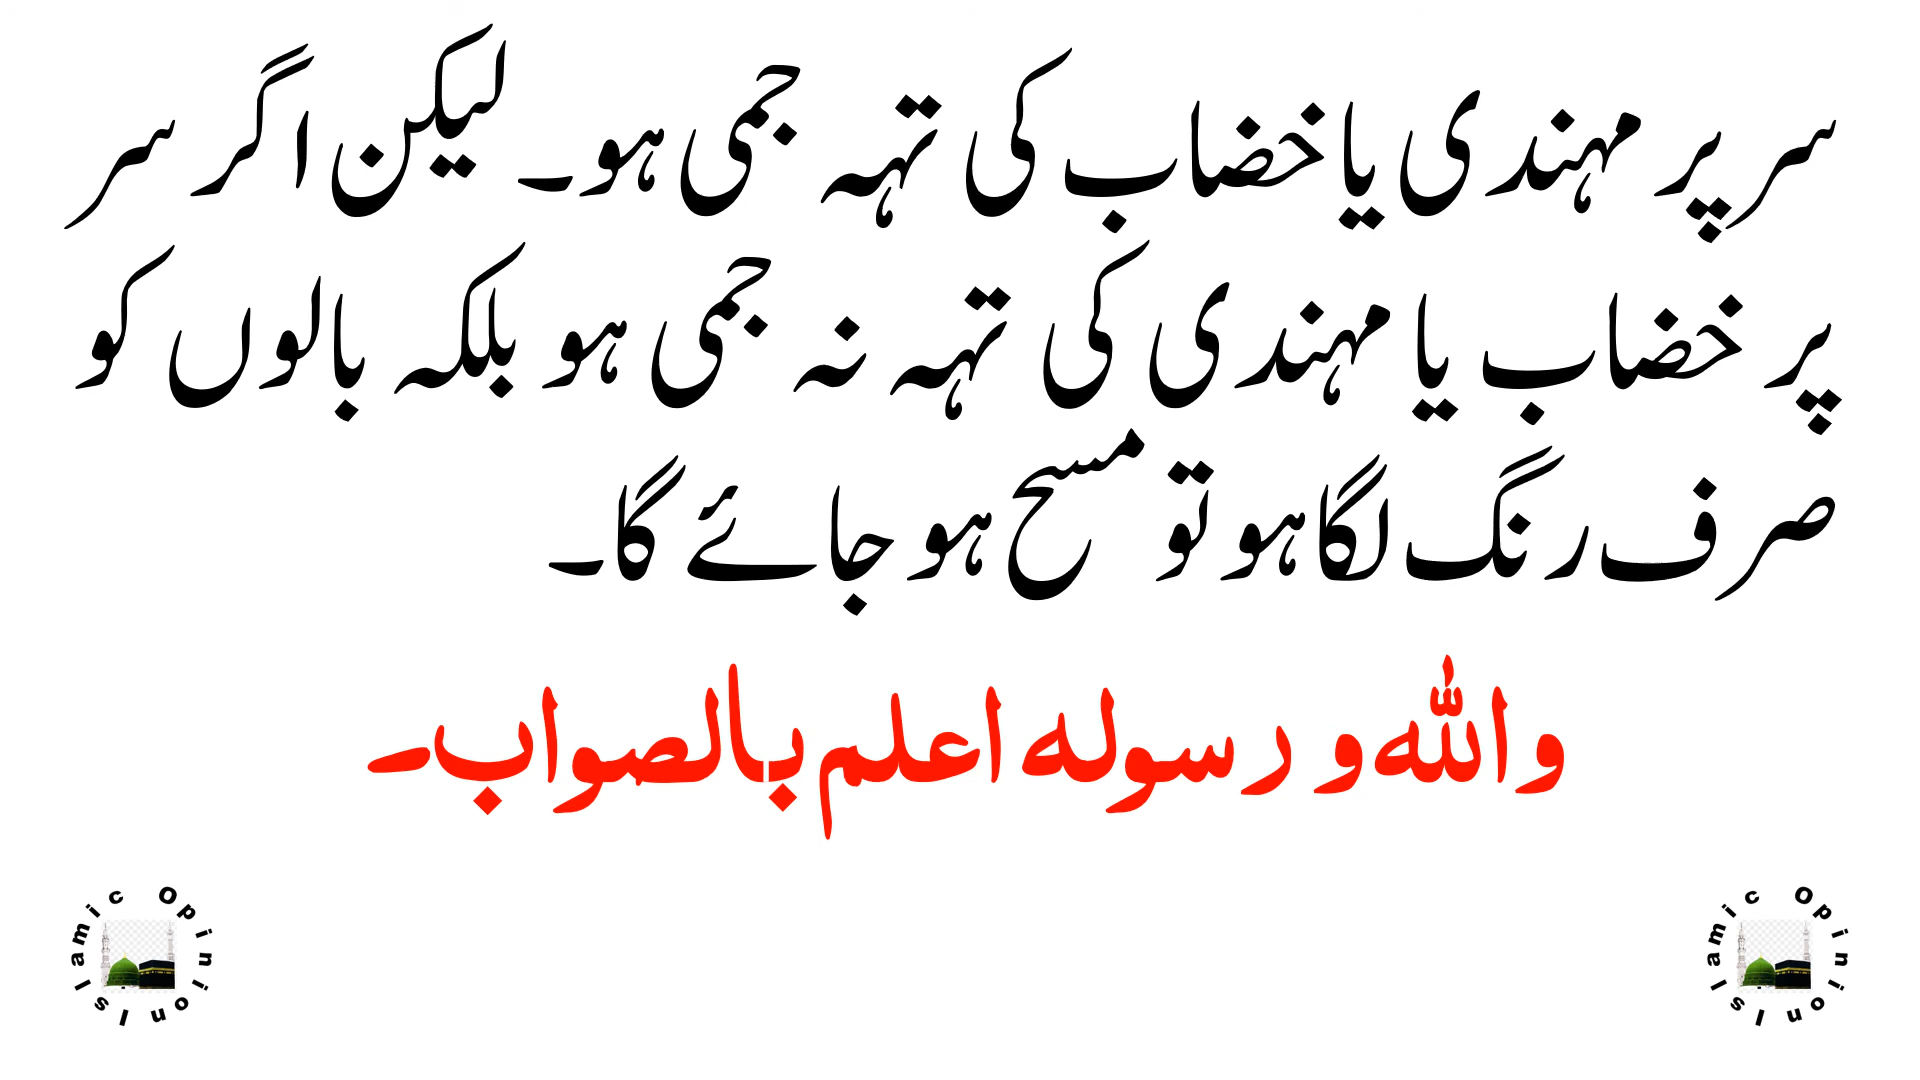 سر پر مہندی یا خضاب کی تہہ جمی ہو۔ لیکن اگر سر
پر خضاب یا مہندی کی تہہ نہ جمی ہو بلکہ بالوں کو
صرف رنگ لگا ہو تو مسح ہو جائے گا۔
واللہ و رسولہ اعلم بالصواب۔
Islamic Opinion
Islamic Opinion